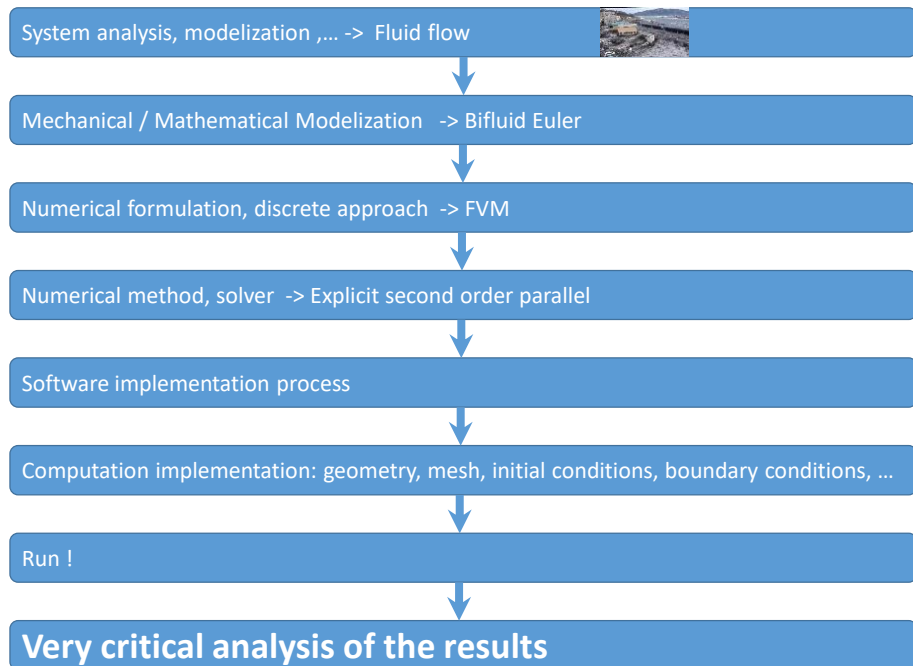 System analysis, modelization ,… -> Fluid flow
Mechanical / Mathematical Modelization -> Bifluid Euler
Numerical formulation, discrete approach -> FVM
Numerical method, solver -> Explicit second order parallel
Software implementation process
Computation implementation: geometry, mesh, initial conditions, boundary conditions, …
Run !
Very critical analysis of the results